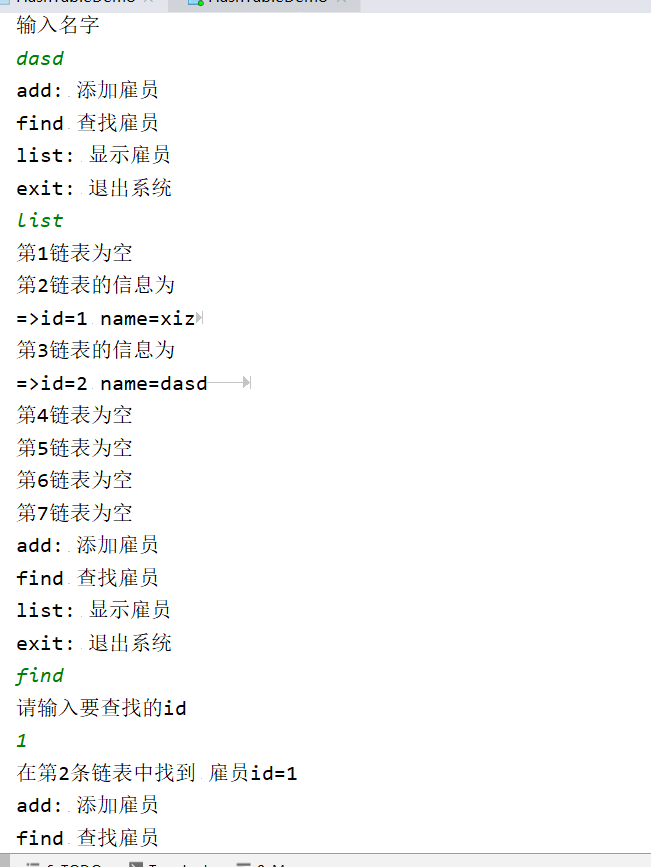 HashTableDemo HashTableDemo
输入名字
dasd
add: 添加雇员
find 查找雇员
list: 显示雇员
exit: 退出系统
list
第1链表为空
第2链表的信息为
=>id=1 name=xiz
第3链表的信息为
=>id=2 name=dasd
第4链表为空
第5链表为空
第6链表为空
第7链表为空
add: 添加雇员
find 查找雇员
list: 显示雇员
exit: 退出系统
find
请输入要查找的id
1
在第2条链表中找到 雇员id=1
add: 添加雇员
find 查找雇员
6: TODO